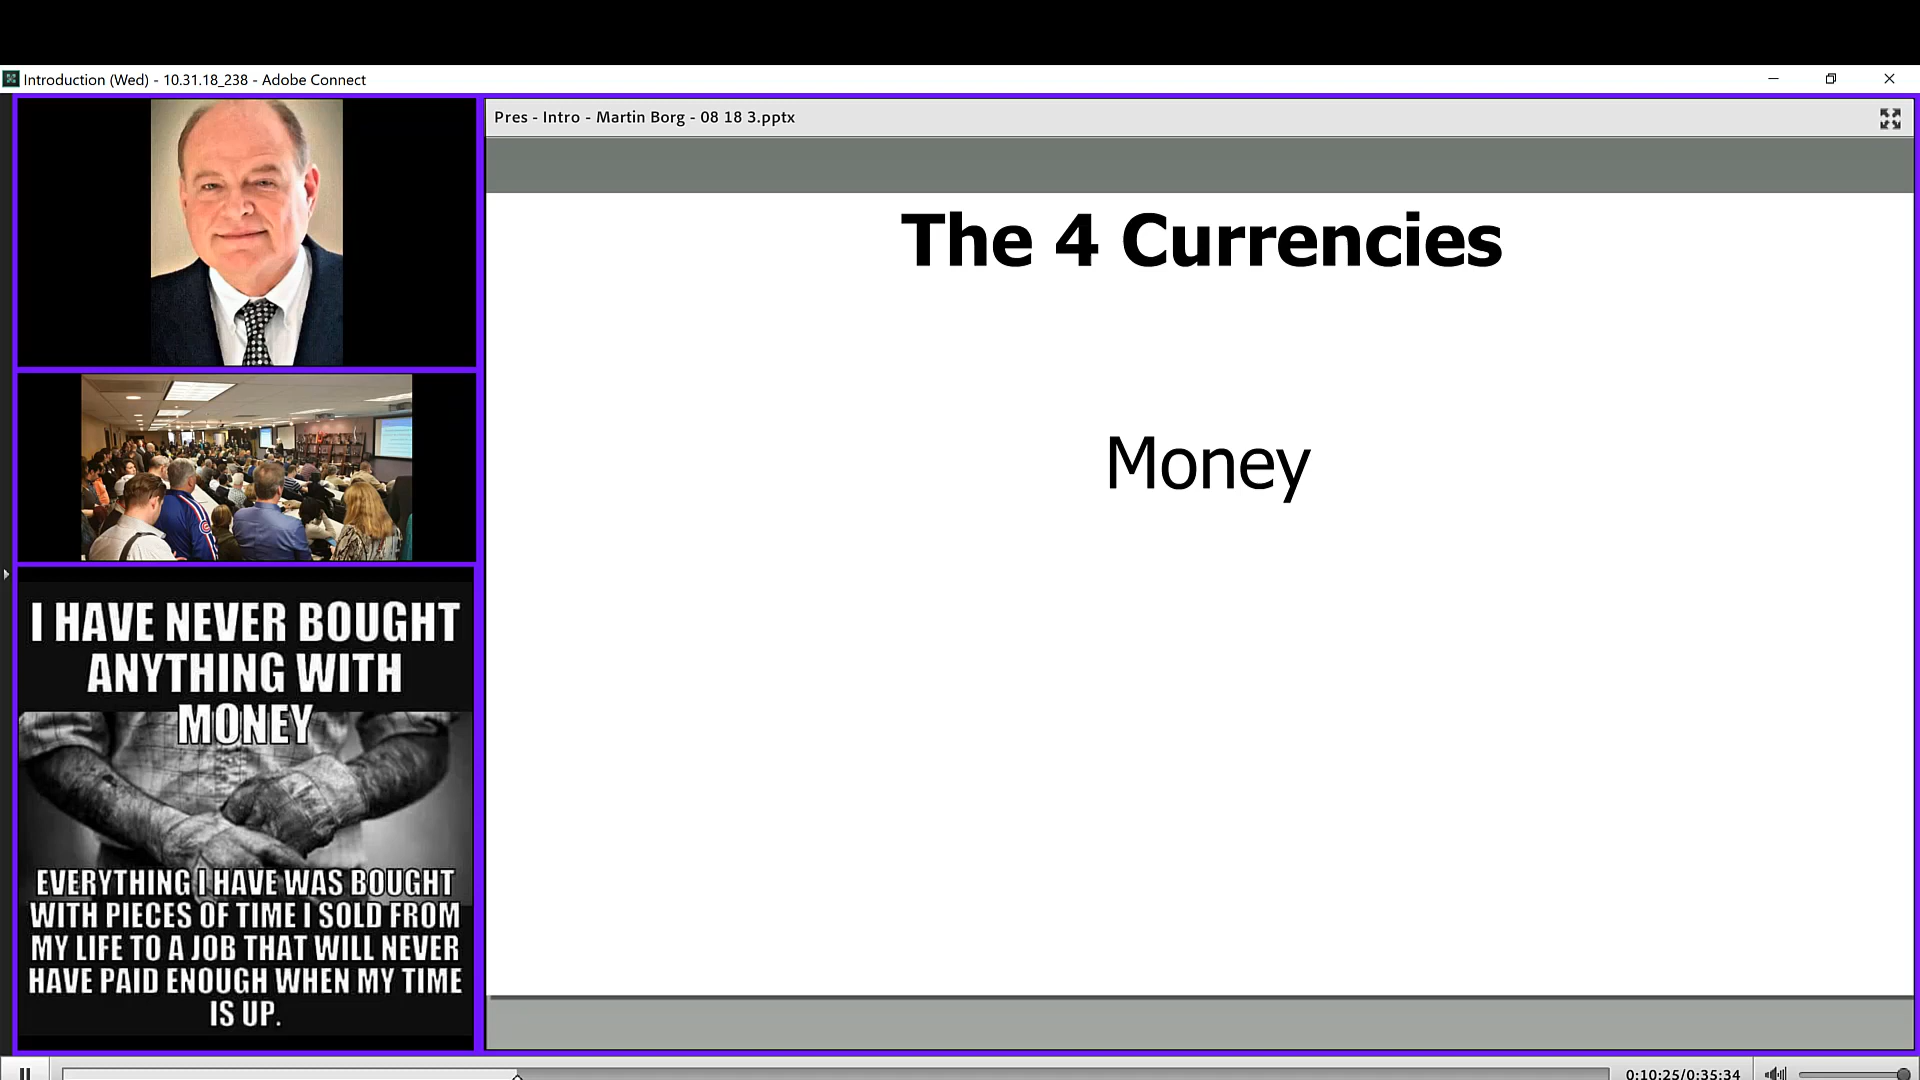 Introduction (Wed) - 10.31.18_238 - Adobe Connect
Pres - Intro - Martin Borg - 08 18 3.pptx
The 4 Currencies
Money
I HAVE NEVER BOUGHT
ANYTHING WITH
MONEY
EVERYTHING I HAVE WAS BOUGHT
WITH PIECES OF TIME I SOLD FROM
MY LIFE TO A JOB THAT WILL NEVER
HAVE PAID ENOUGH WHEN MY TIME
IS UP.
0:10:25/0:35:34